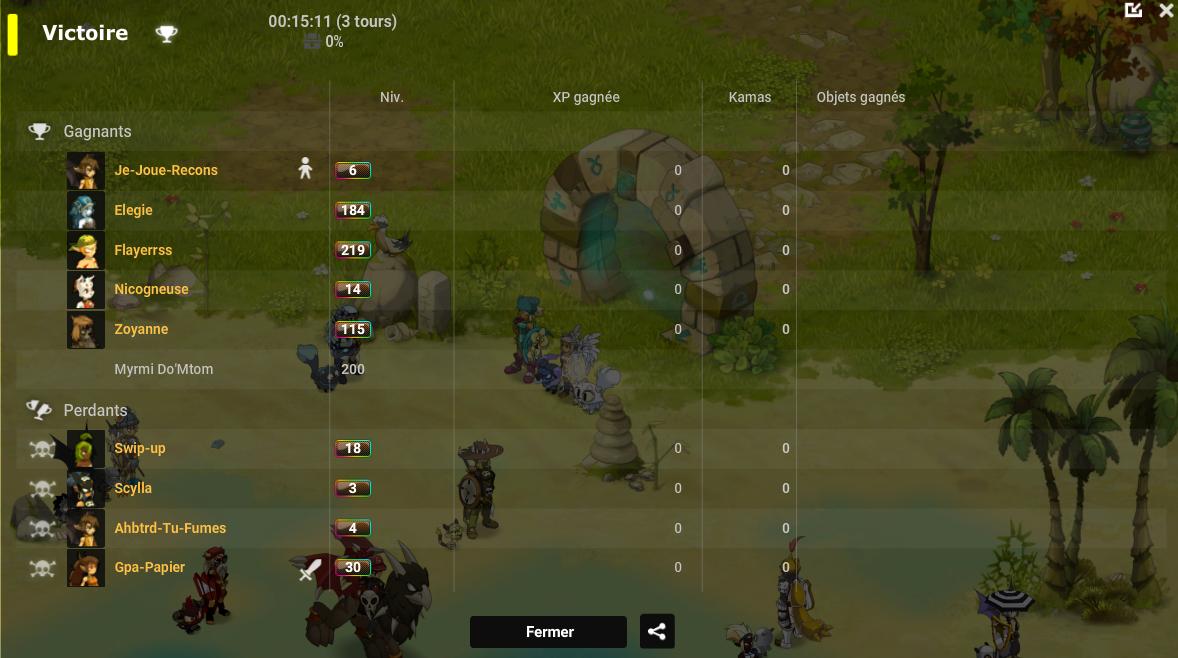 Victoire 00:15:11 (3 tours)
0%
Niv. XP gagnée Kamas Objets gagnés
Gagnants
Je-Joue-Recons 6 0 0
Elegie 184 0 0
Flayerrss 219 0 0
Nicogneuse 14 0 0
Zoyanne 115 0 0
Myrmi Do'Mtom 200
Perdants
Swip-up 18 0 0
Scylla 3 0 0
Ahbtrd-Tu-Fumes 4 0 0
Gpa-Papier 30 0 0
Fermer